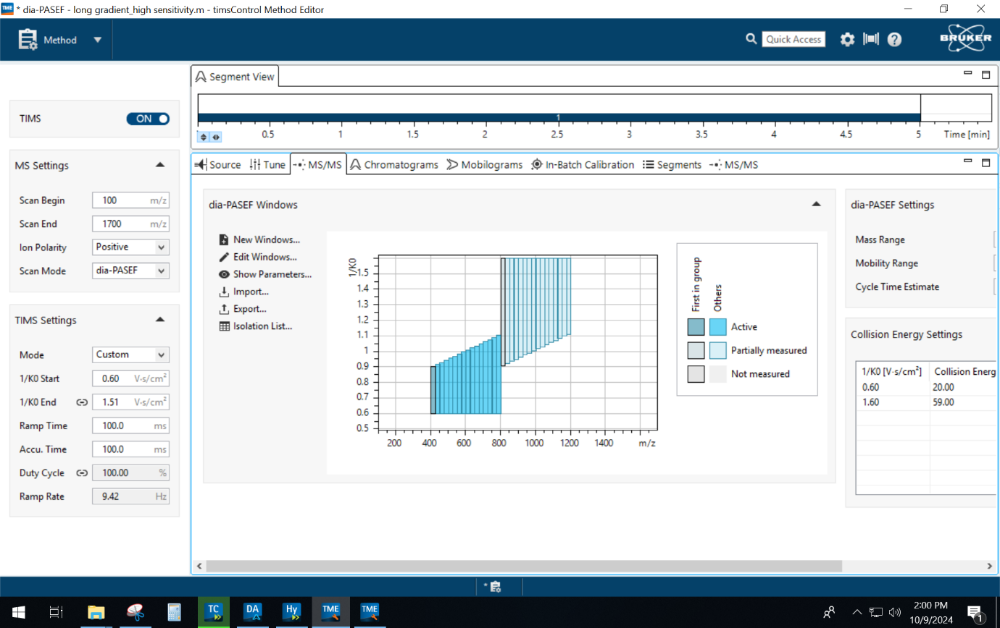 TME * dia-PASEF - long gradient_high sensitivity.m - timsControl Method Editor
Method
Quick Access
BRUKER
Segment View
1
0.5 1 1.5 2 2.5 3 3.5 4 4.5 5 Time [min]
TIMS ON
MS Settings
Scan Begin 100 m/z
Scan End 1700 m/z
Ion Polarity Positive
Scan Mode dia-PASEF
TIMS Settings
Mode Custom
1/K0 Start 0.60 V·s/cm²
1/K0 End 1.51 V·s/cm²
Ramp Time 100.0 ms
Accu. Time 100.0 ms
Duty Cycle 100.00 %
Ramp Rate 9.42 Hz
Source Tune MS/MS Chromatograms Mobilograms In-Batch Calibration Segments MS/MS
dia-PASEF Windows
New Windows...
Edit Windows...
Show Parameters...
Import...
Export...
Isolation List...
1/K0
1.5
1.4
1.3
1.2
1.1
1
0.9
0.8
0.7
0.6
0.5
200 400 600 800 1000 1200 1400 m/z
First in group
Others
Active
Partially measured
Not measured
dia-PASEF Settings
Mass Range
Mobility Range
Cycle Time Estimate
Collision Energy Settings
1/K0 [V·s/cm²] Collision Energ
0.60 20.00
1.60 59.00
*
TC DA Hy TME TME
2:00 PM
10/9/2024
1